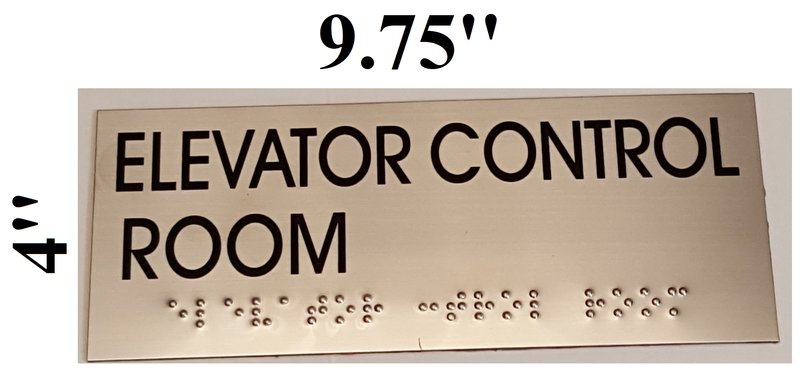 9.75"
4"
ELEVATOR CONTROL
ROOM